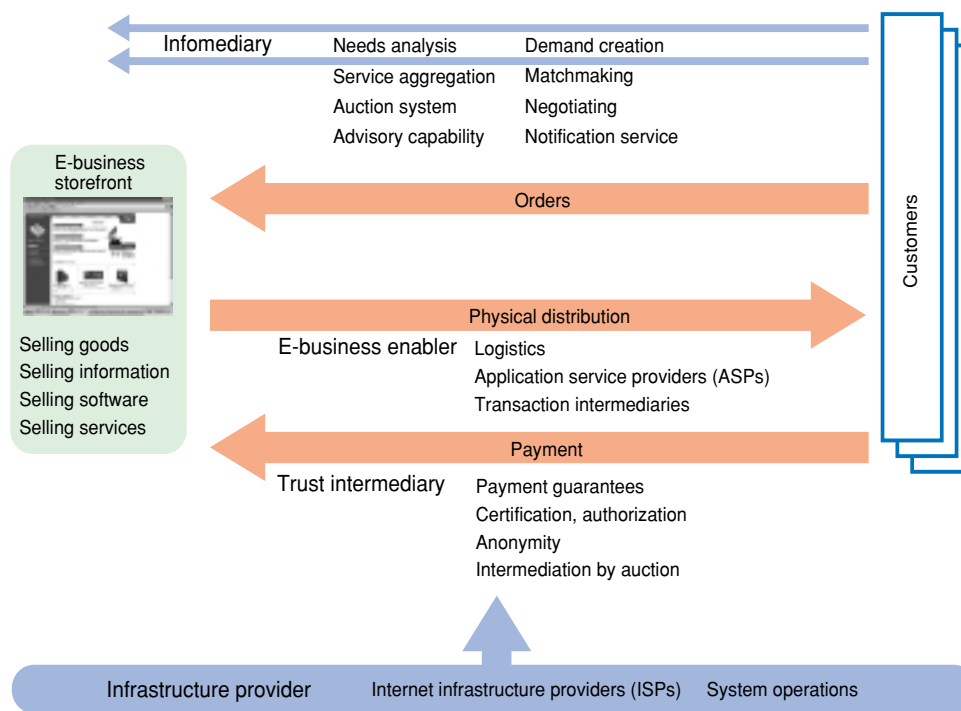 Infomediary
Needs analysis
Demand creation
Service aggregation
Matchmaking
Auction system
Negotiating
Advisory capability
Notification service
E-business
storefront
Selling goods
Selling information
Selling software
Selling services
Orders
Physical distribution
E-business enabler
Logistics
Application service providers (ASPs)
Transaction intermediaries
Payment
Trust intermediary
Payment guarantees
Certification, authorization
Anonymity
Intermediation by auction
Customers
Infrastructure provider
Internet infrastructure providers (ISPs)
System operations